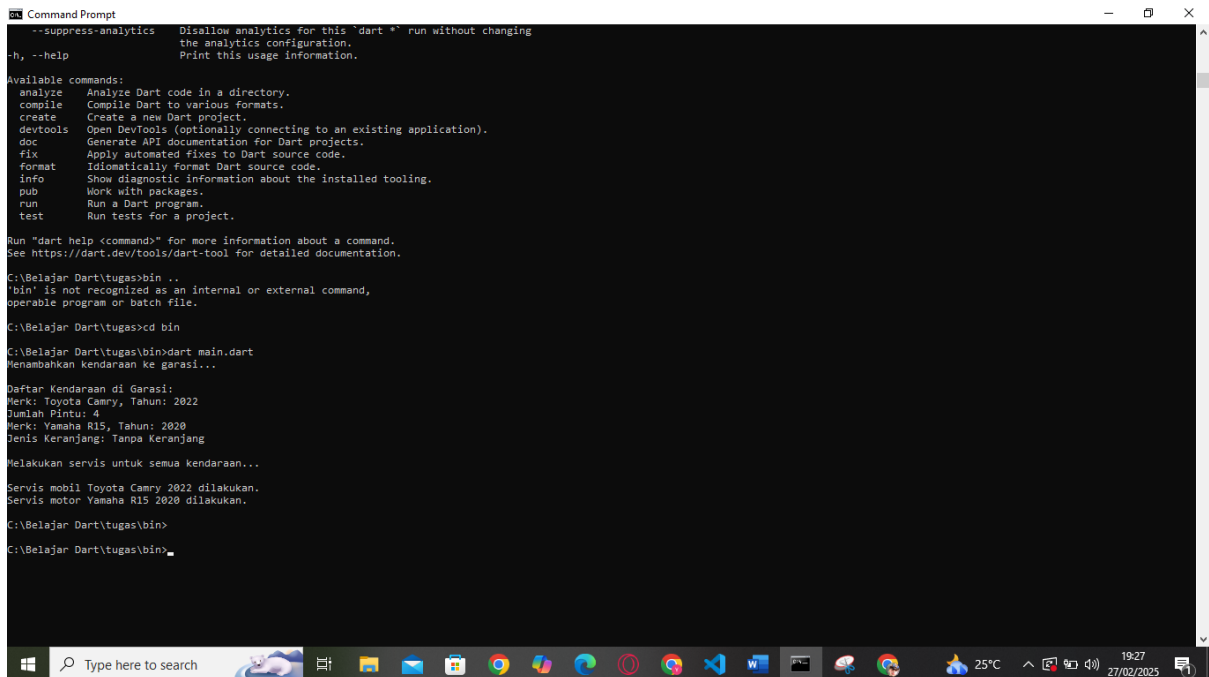 Command Prompt
--suppress-analytics    Disallow analytics for this `dart *` run without changing
the analytics configuration.
-h, --help    Print this usage information.
Available commands:
analyze    Analyze Dart code in a directory.
compile    Compile Dart to various formats.
create    Create a new Dart project.
devtools    Open DevTools (optionally connecting to an existing application).
doc    Generate API documentation for Dart projects.
fix    Apply automated fixes to Dart source code.
format    Idiomatically format Dart source code.
info    Show diagnostic information about the installed tooling.
pub    Work with packages.
run    Run a Dart program.
test    Run tests for a project.
Run "dart help <command>" for more information about a command.
See https://dart.dev/tools/dart-tool for detailed documentation.
C:\Belajar Dart\tugas>bin ..
'bin' is not recognized as an internal or external command,
operable program or batch file.
C:\Belajar Dart\tugas>cd bin
C:\Belajar Dart\tugas\bin>dart main.dart
Menambahkan kendaraan ke garasi...
Daftar Kendaraan di Garasi:
Merk: Toyota Camry, Tahun: 2022
Jumlah Pintu: 4
Merk: Yamaha R15, Tahun: 2020
Jenis Keranjang: Tanpa Keranjang
Melakukan servis untuk semua kendaraan...
Servis mobil Toyota Camry 2022 dilakukan.
Servis motor Yamaha R15 2020 dilakukan.
C:\Belajar Dart\tugas\bin>
C:\Belajar Dart\tugas\bin>
Type here to search
25°C
19:27
27/02/2025
1